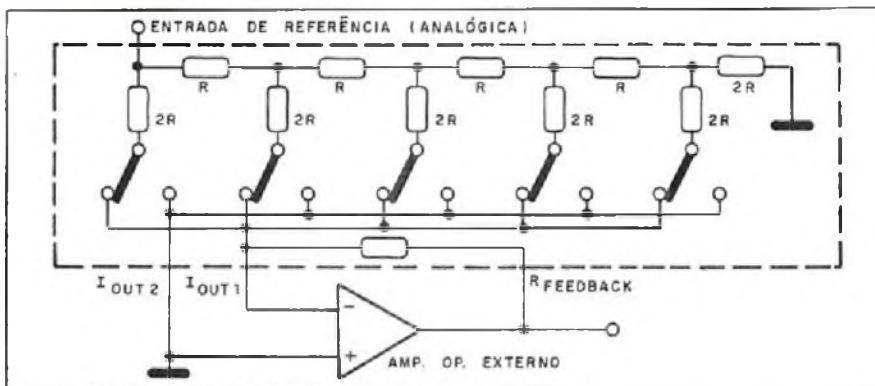 ENTRADA DE REFERÊNCIA (ANALÓGICA)
R R R R 2R
2R 2R 2R 2R 2R
I OUT 2 I OUT 1 R FEEDBACK
− +
AMP. OP. EXTERNO